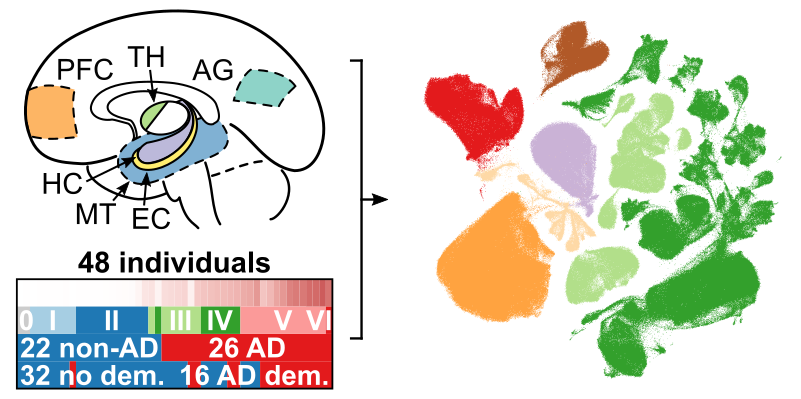 TH
PFC
AG
HC
MT
EC
48 individuals
0 I II III IV V VI
22 non-AD 26 AD
32 no dem. 16 AD dem.